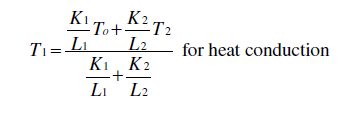 T₁ = (K₁/L₁ Tₒ + K₂/L₂ T₂) / (K₁/L₁ + K₂/L₂) for heat conduction